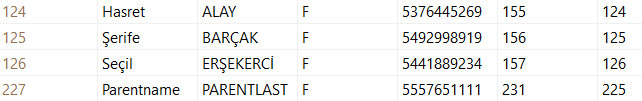 124 Hasret ALAY F 5376445269 155 124
125 Şerife BARÇAK F 5492998919 156 125
126 Seçil ERŞEKERCİ F 5441889234 157 126
227 Parentname PARENTLAST F 5557651111 231 225